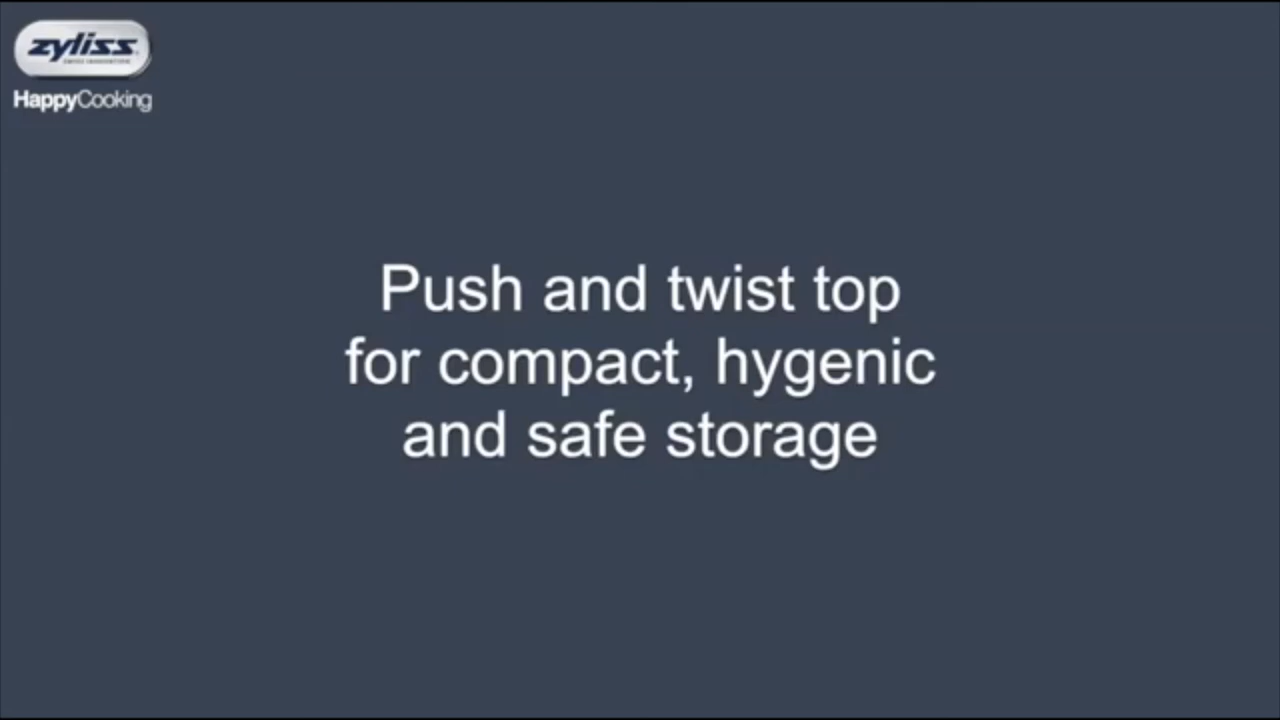 zyliss
HappyCooking
Push and twist top
for compact, hygenic
and safe storage